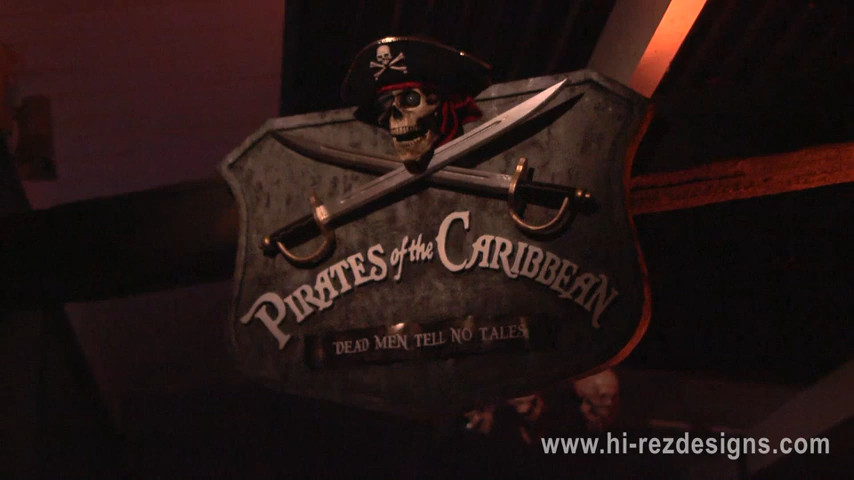 PIRATES of the CARIBBEAN
DEAD MEN TELL NO TALES
www.hi-rezdesigns.com